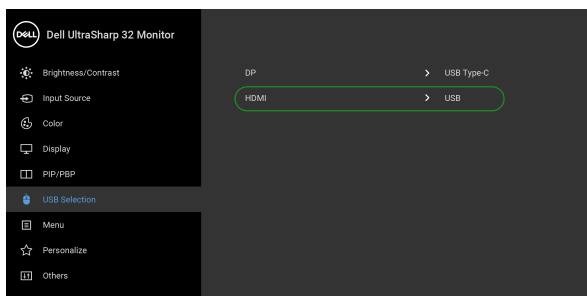 DELL Dell UltraSharp 32 Monitor
Brightness/Contrast
Input Source
Color
Display
PIP/PBP
USB Selection
Menu
Personalize
Others
DP > USB Type-C
HDMI > USB